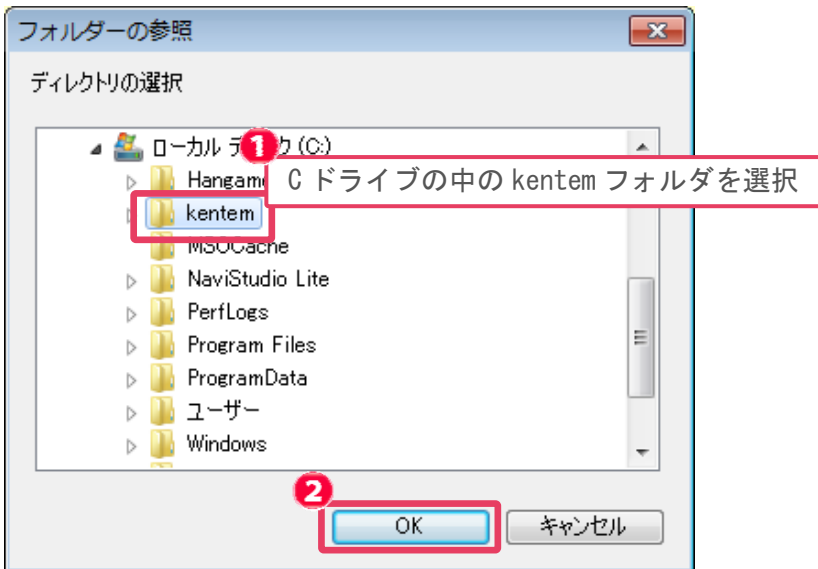 フォルダーの参照
ディレクトリの選択
ローカル デ
ク (C:)
1
Hangame
C ドライブの中の kentem フォルダを選択
kentem
MSOCache
NaviStudio Lite
PerfLogs
Program Files
ProgramData
ユーザー
Windows
2
OK
キャンセル